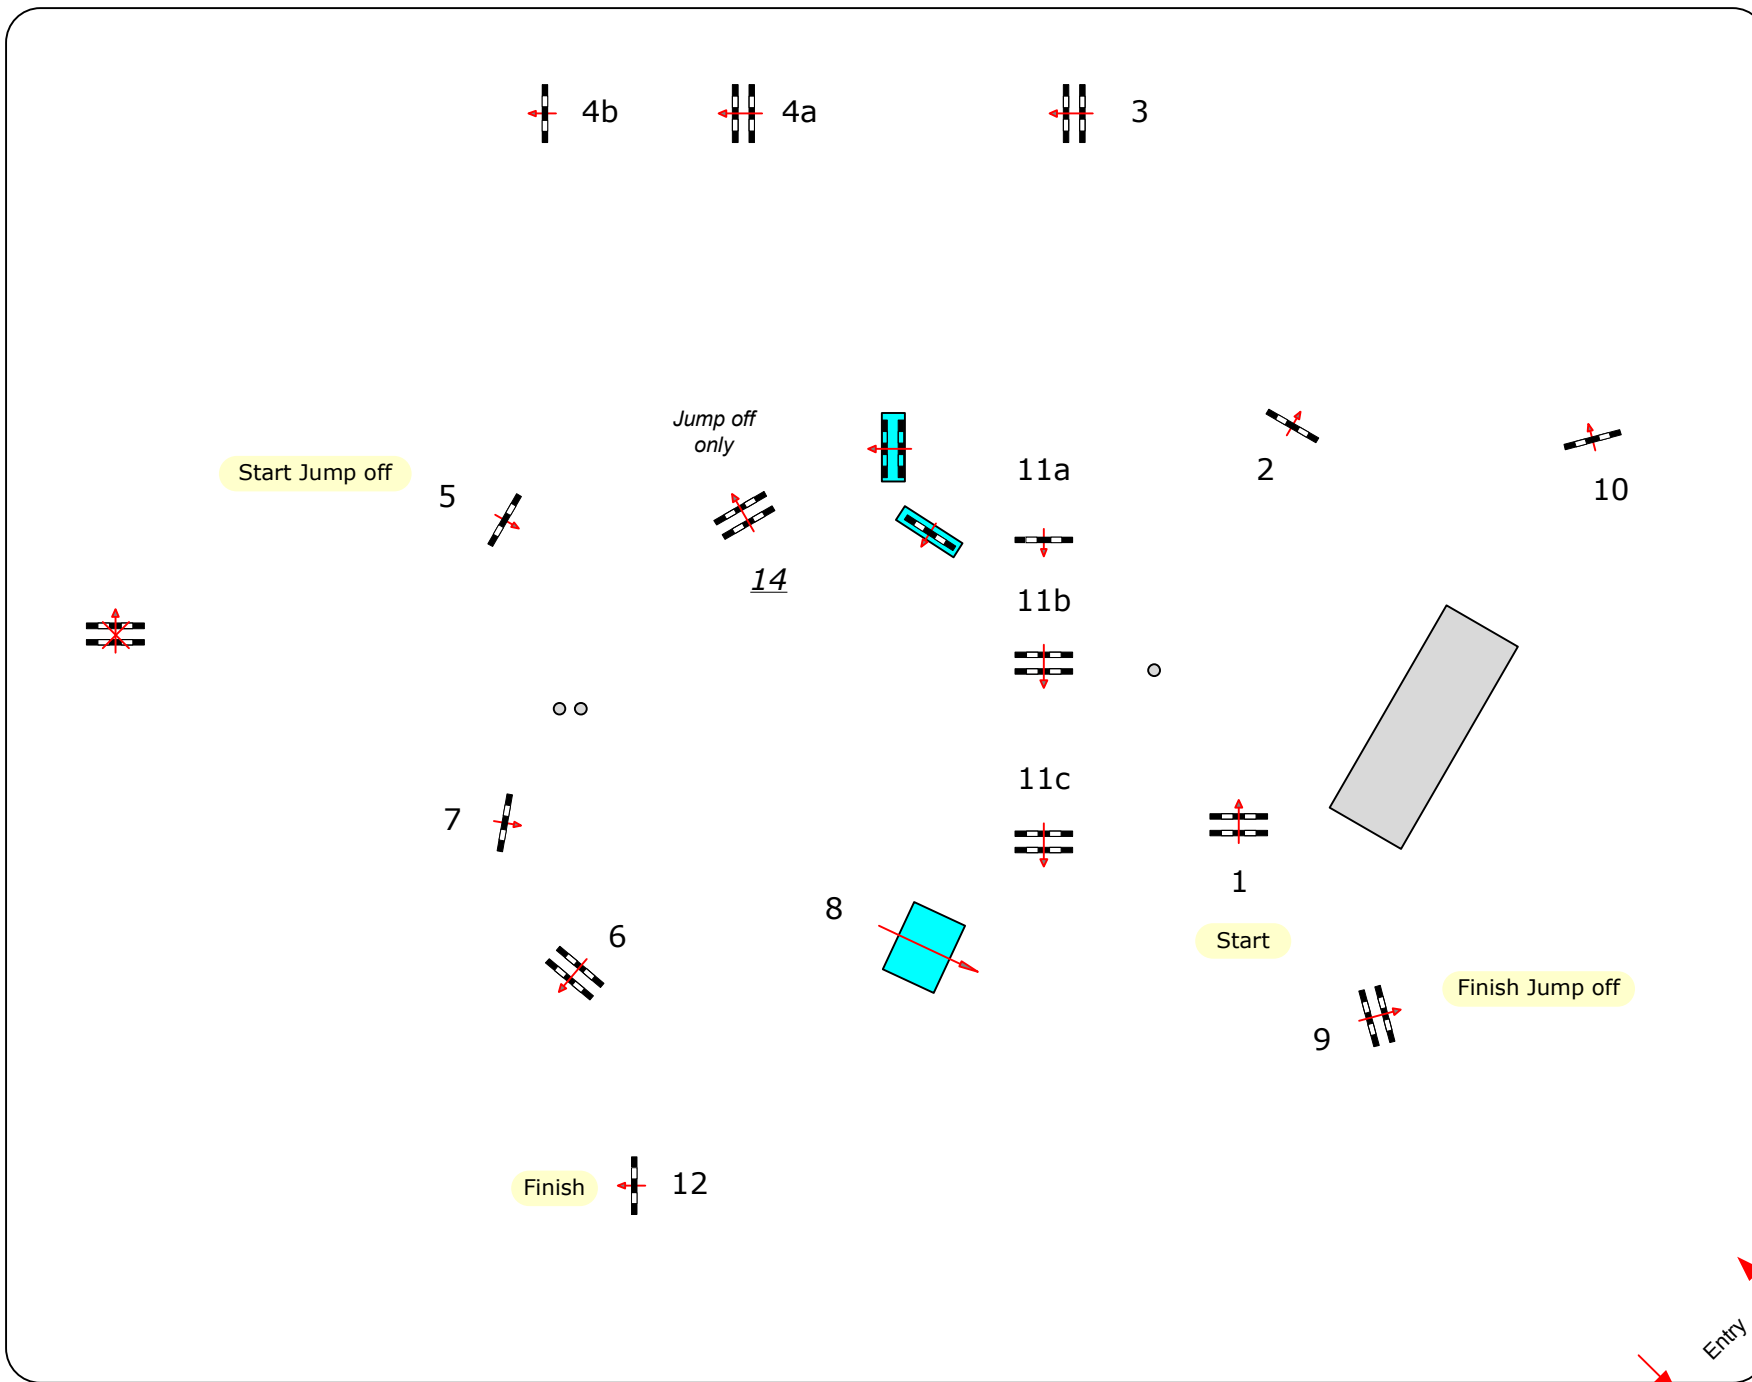 4b
4a
3
Jump off
only
Start Jump off
5
11a
2
10
14
11b
11c
7
1
8
6
Start
Finish Jump off
9
Finish
12
Entry